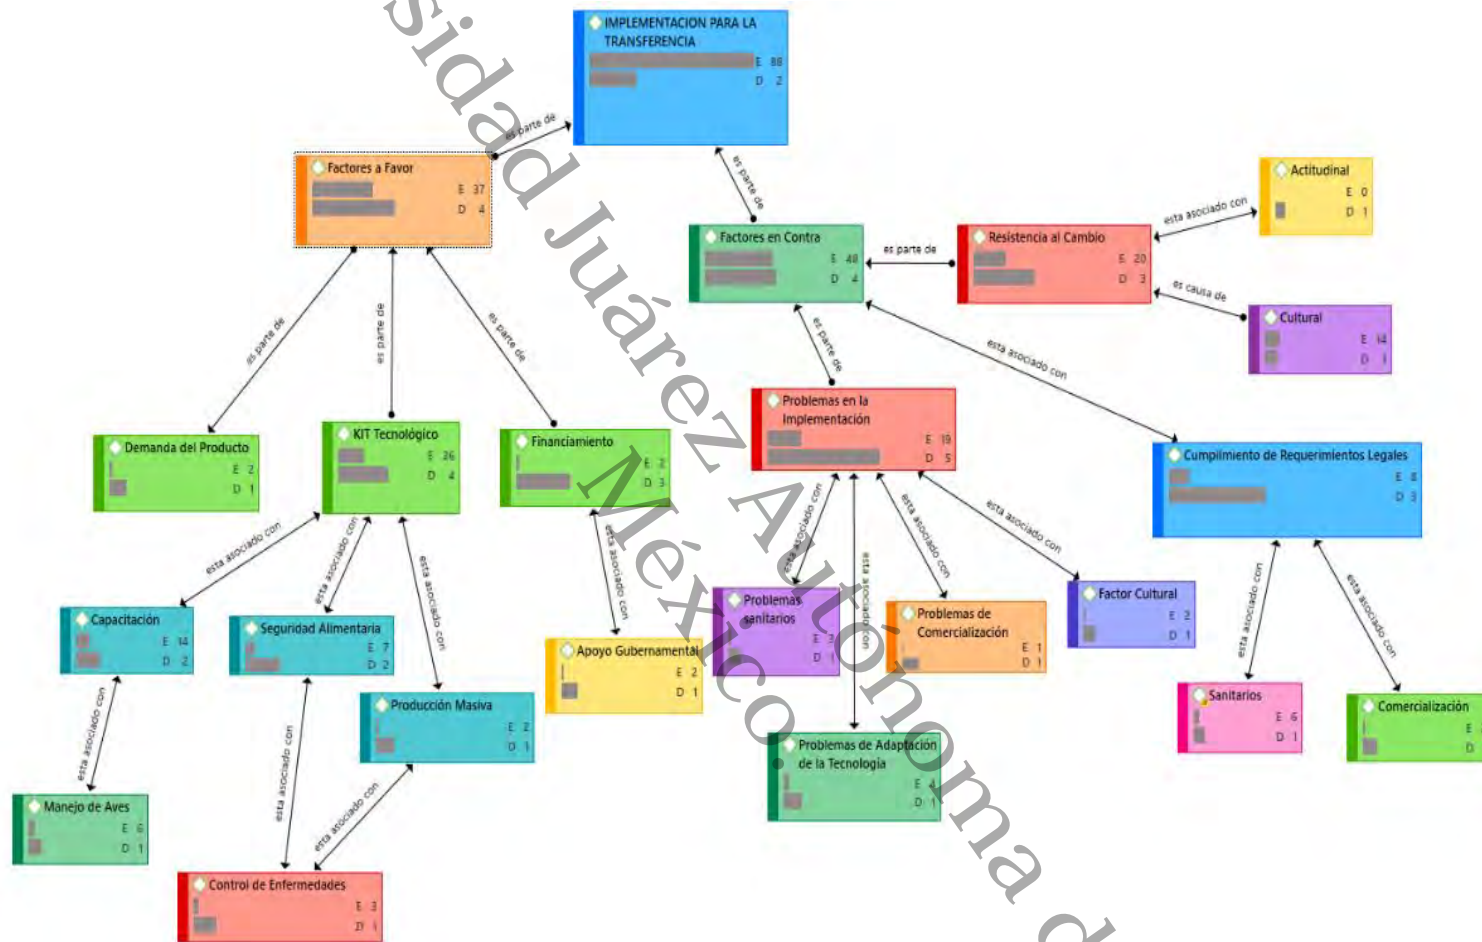 IMPLEMENTACION PARA LA
TRANSFERENCIA
E 88
D 2
es parte de
Factores a Favor
E 37
D 4
es parte de
Factores en Contra
E 48
D 4
es parte de
Resistencia al Cambio
E 20
D 3
esta asociado con
Actitudinal
E 0
D 1
es causa de
Cultural
E 14
D 1
es parte de
es parte de
es parte de
es parte de
esta asociado con
Demanda del Producto
E 2
D 1
KIT Tecnológico
E 26
D 4
Financiamiento
E 2
D 3
Problemas en la
Implementación
E 19
D 5
Cumplimiento de Requerimientos Legales
E 8
D 3
esta asociado con
esta asociado con
esta asociado con
esta asociado con
esta asociado con
esta asociado con
esta asociado con
esta asociado con
esta asociado con
esta asociado con
Capacitación
E 14
D 2
Seguridad Alimentaria
E 7
D 2
Producción Masiva
E 2
D 1
Apoyo Gubernamental
E 2
D 1
Problemas
sanitarios
E 3
D 1
Problemas de
Comercialización
E 1
D 1
Factor Cultural
E 2
D 1
Sanitarios
E 6
D 1
Comercialización
E
D
Problemas de Adaptación
de la Tecnología
E 4
D 1
esta asociado con
esta asociado con
esta asociado con
Manejo de Aves
E 6
D 1
Control de Enfermedades
E 3
D 1
sidad Juárez Autónoma d
México.